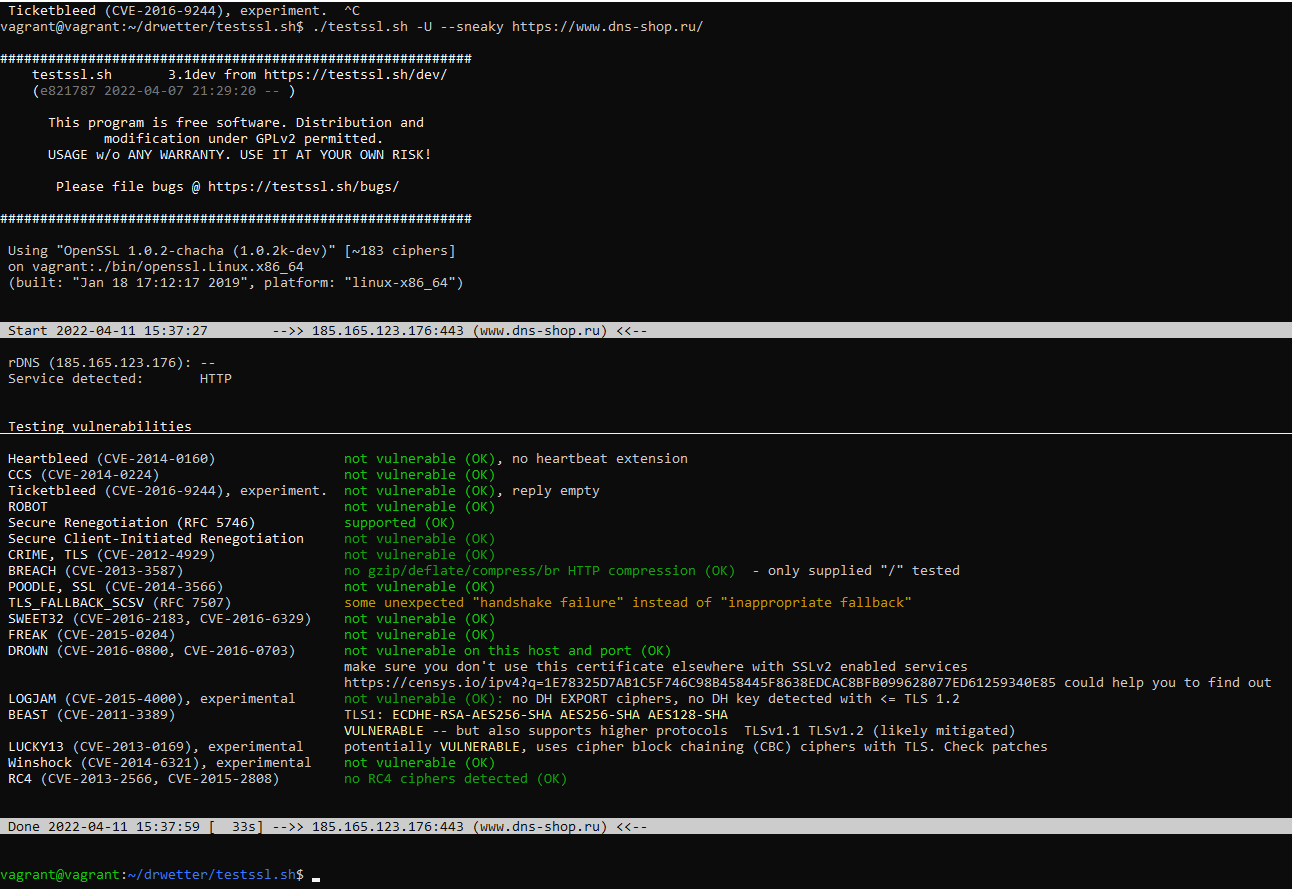 Ticketbleed (CVE-2016-9244), experiment.  ^C
vagrant@vagrant:~/drwetter/testssl.sh$ ./testssl.sh -U --sneaky https://www.dns-shop.ru/
###########################################################
testssl.sh       3.1dev from https://testssl.sh/dev/
(e821787 2022-04-07 21:29:20 -- )
This program is free software. Distribution and
modification under GPLv2 permitted.
USAGE w/o ANY WARRANTY. USE IT AT YOUR OWN RISK!
Please file bugs @ https://testssl.sh/bugs/
###########################################################
Using "OpenSSL 1.0.2-chacha (1.0.2k-dev)" [~183 ciphers]
on vagrant:./bin/openssl.Linux.x86_64
(built: "Jan 18 17:12:17 2019", platform: "linux-x86_64")
Start 2022-04-11 15:37:27        -->> 185.165.123.176:443 (www.dns-shop.ru) <<--
rDNS (185.165.123.176): --
Service detected:       HTTP
Testing vulnerabilities
Heartbleed (CVE-2014-0160)                not vulnerable (OK), no heartbeat extension
CCS (CVE-2014-0224)                       not vulnerable (OK)
Ticketbleed (CVE-2016-9244), experiment.  not vulnerable (OK), reply empty
ROBOT                                     not vulnerable (OK)
Secure Renegotiation (RFC 5746)           supported (OK)
Secure Client-Initiated Renegotiation     not vulnerable (OK)
CRIME, TLS (CVE-2012-4929)                not vulnerable (OK)
BREACH (CVE-2013-3587)                    no gzip/deflate/compress/br HTTP compression (OK)  - only supplied "/" tested
POODLE, SSL (CVE-2014-3566)               not vulnerable (OK)
TLS_FALLBACK_SCSV (RFC 7507)              some unexpected "handshake failure" instead of "inappropriate fallback"
SWEET32 (CVE-2016-2183, CVE-2016-6329)    not vulnerable (OK)
FREAK (CVE-2015-0204)                     not vulnerable (OK)
DROWN (CVE-2016-0800, CVE-2016-0703)      not vulnerable on this host and port (OK)
make sure you don't use this certificate elsewhere with SSLv2 enabled services
https://censys.io/ipv4?q=1E78325D7AB1C5F746C98B458445F8638EDCAC8BFB099628077ED61259340E85 could help you to find out
LOGJAM (CVE-2015-4000), experimental      not vulnerable (OK): no DH EXPORT ciphers, no DH key detected with <= TLS 1.2
BEAST (CVE-2011-3389)                     TLS1: ECDHE-RSA-AES256-SHA AES256-SHA AES128-SHA
VULNERABLE -- but also supports higher protocols  TLSv1.1 TLSv1.2 (likely mitigated)
LUCKY13 (CVE-2013-0169), experimental     potentially VULNERABLE, uses cipher block chaining (CBC) ciphers with TLS. Check patches
Winshock (CVE-2014-6321), experimental    not vulnerable (OK)
RC4 (CVE-2013-2566, CVE-2015-2808)        no RC4 ciphers detected (OK)
Done 2022-04-11 15:37:59 [  33s] -->> 185.165.123.176:443 (www.dns-shop.ru) <<--
vagrant@vagrant:~/drwetter/testssl.sh$